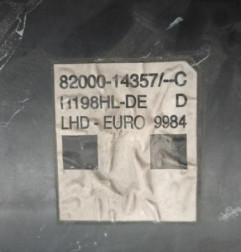 82000-14357/--C
H198HL-DE D
LHD - EURO 9984